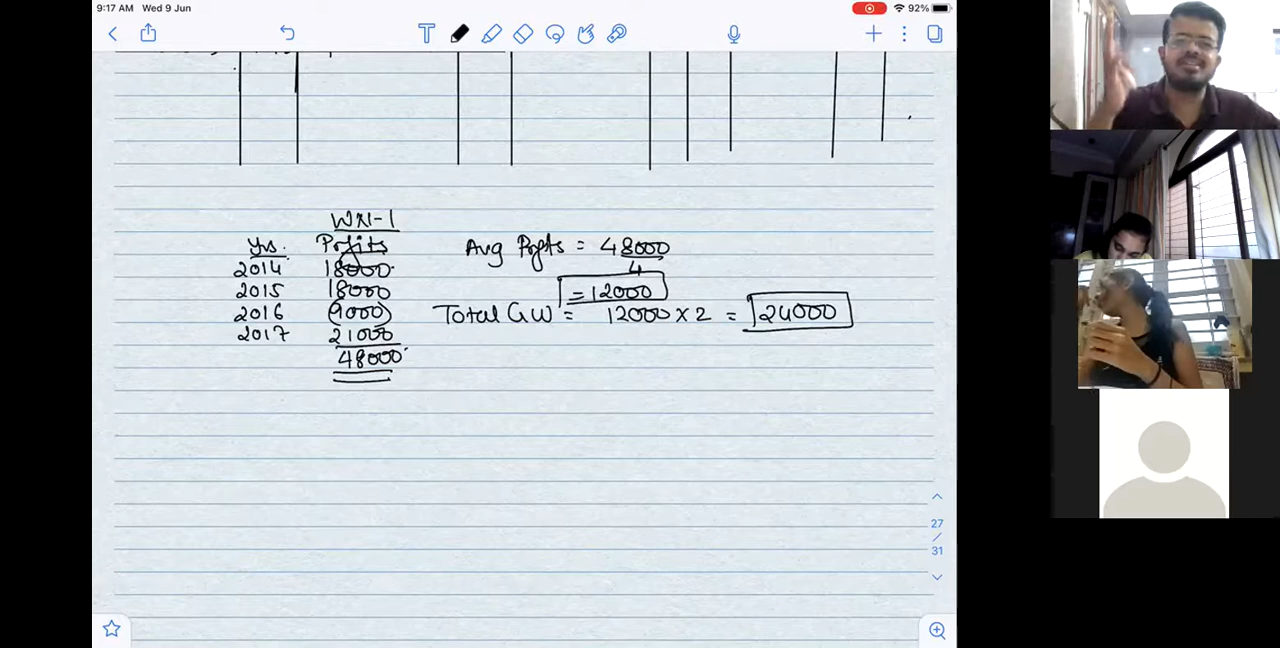 9:17 AM Wed 9 Jun
92%
WN-1
Yrs. Profits
2014 18000
2015 18000
2016 (9000)
2017 21000
48000
Avg Profits = 48000
4
= 12000
Total GW = 12000 × 2 = 24000
27
/
31